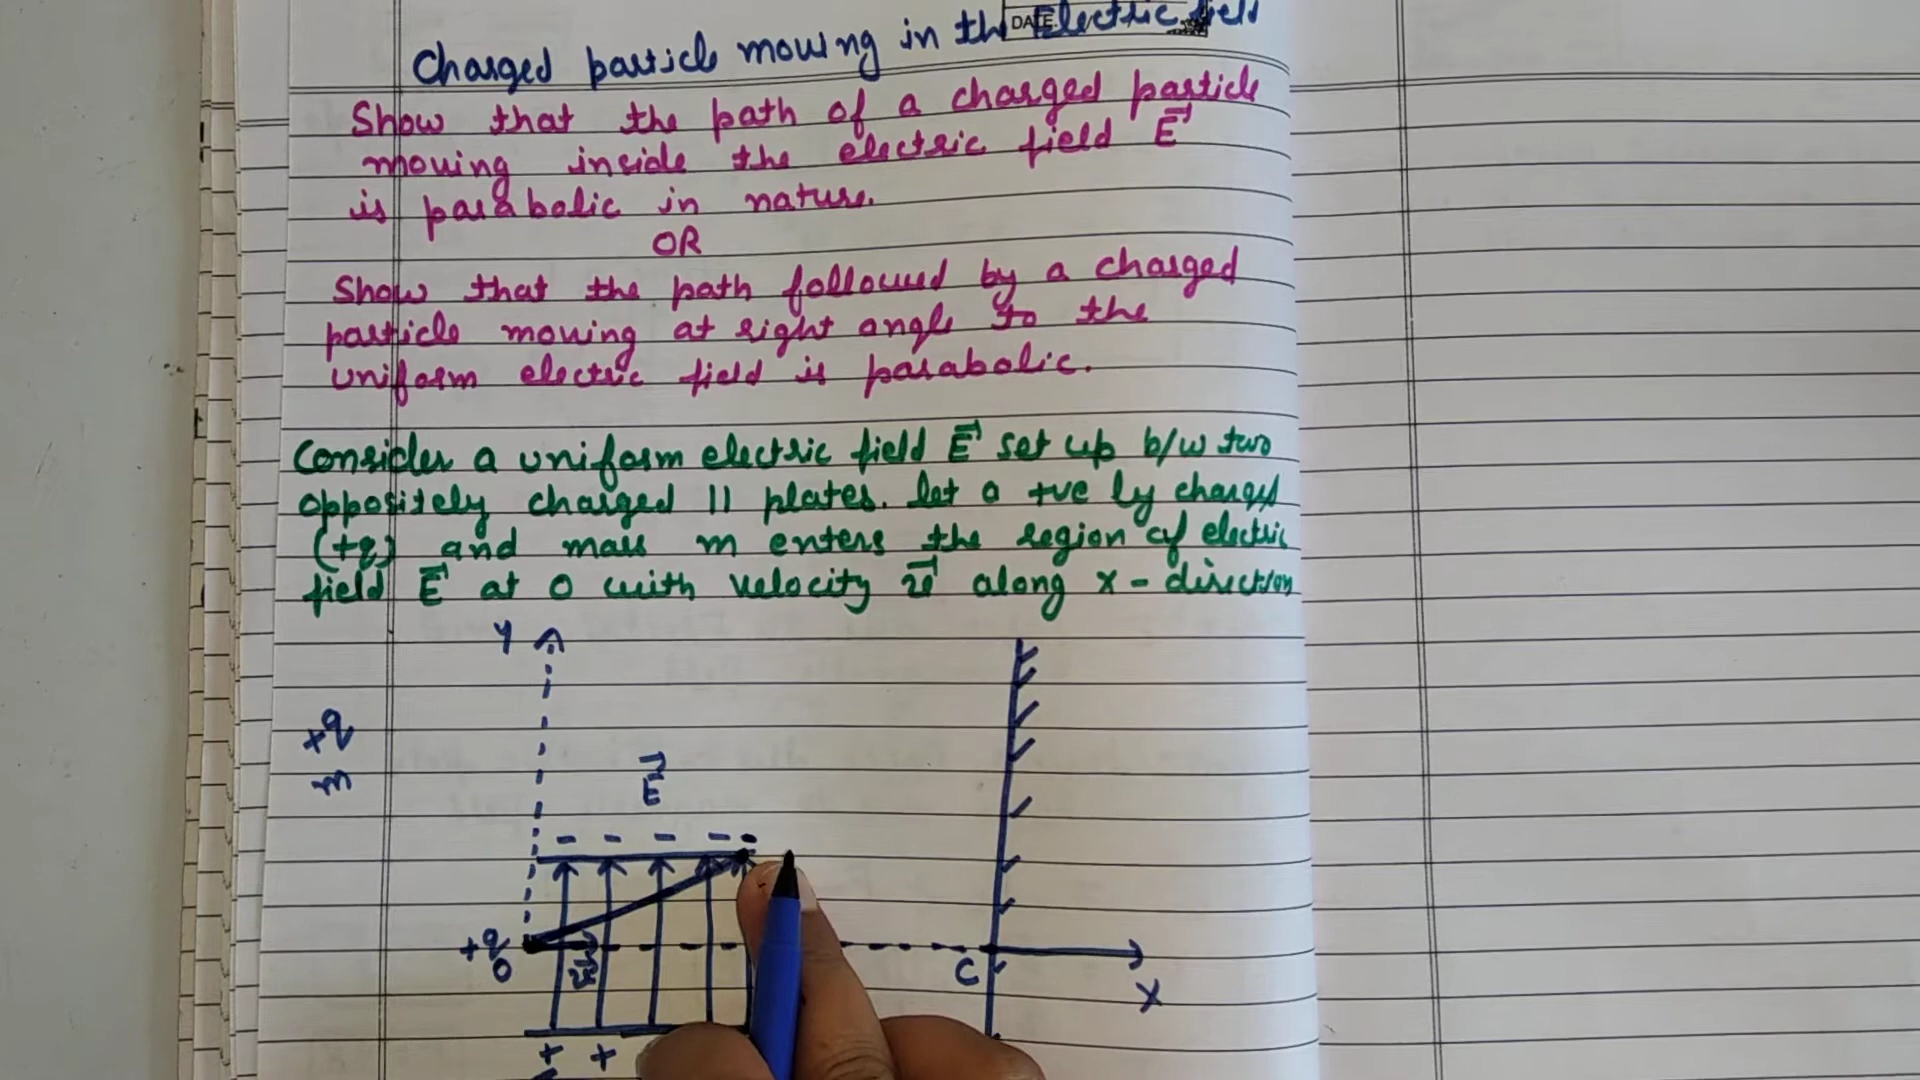 DATE
Charged particle moving in the Electric field
Show that the path of a charged particle
moving inside the electric field E⃗
is parabolic in nature.
OR
Show that the path followed by a charged
particle moving at right angle to the
uniform electric field is parabolic.
Consider a uniform electric field E⃗ set up b/w two
oppositely charged || plates. let a +ve ly charged
(+q) and mass m enters the region of electric
field E⃗ at O with velocity v⃗ along x - direction
Y
+q
m
E⃗
- - - - -
+q
O
v⃗
C
X
+ +